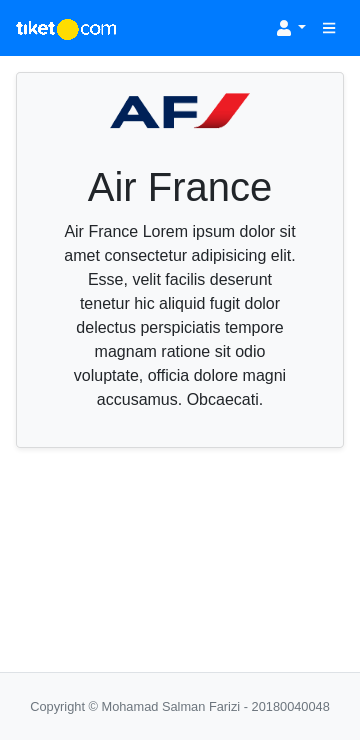 tiket.com
AF
Air France
Air France Lorem ipsum dolor sit
amet consectetur adipisicing elit.
Esse, velit facilis deserunt
tenetur hic aliquid fugit dolor
delectus perspiciatis tempore
magnam ratione sit odio
voluptate, officia dolore magni
accusamus. Obcaecati.
Copyright © Mohamad Salman Farizi - 20180040048